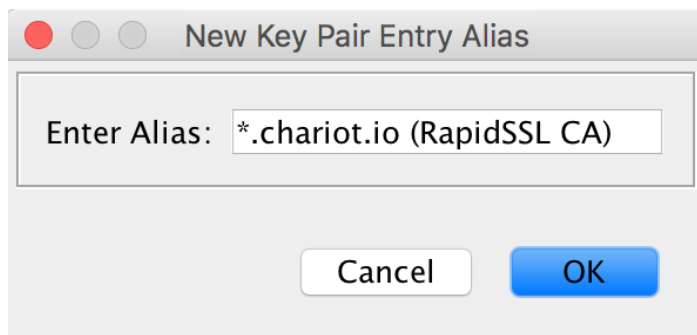 New Key Pair Entry Alias
Enter Alias: *.chariot.io (RapidSSL CA)
Cancel OK